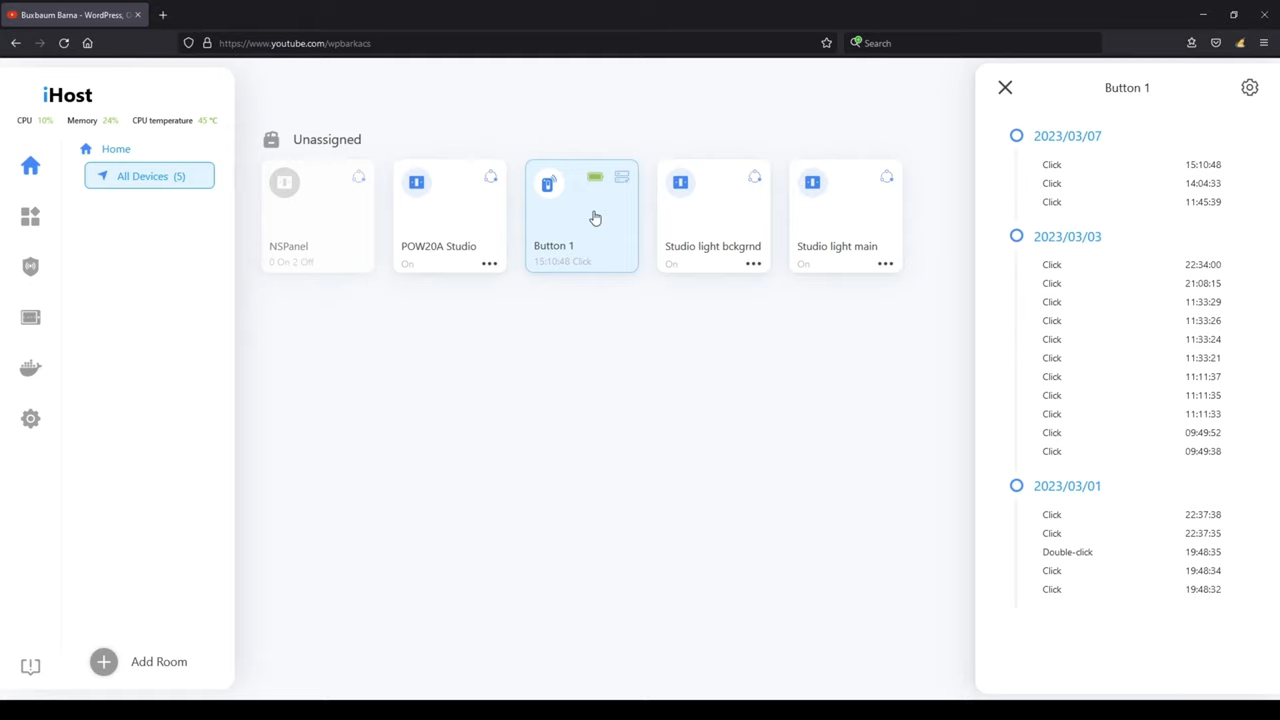 Buxbaum Barna - WordPress, C
https://www.youtube.com/wpbarkacs
Search
iHost
CPU 10% Memory 24% CPU temperature 45 ℃
Home
All Devices (5)
Add Room
Unassigned
NSPanel
0 On 2 Off
POW20A Studio
On
Button 1
15:10:48 Click
Studio light bckgrnd
On
Studio light main
On
Button 1
2023/03/07
Click 15:10:48
Click 14:04:33
Click 11:45:39
2023/03/03
Click 22:34:00
Click 21:08:15
Click 11:33:29
Click 11:33:26
Click 11:33:24
Click 11:33:21
Click 11:11:37
Click 11:11:35
Click 11:11:33
Click 09:49:52
Click 09:49:38
2023/03/01
Click 22:37:38
Click 22:37:35
Double-click 19:48:35
Click 19:48:34
Click 19:48:32